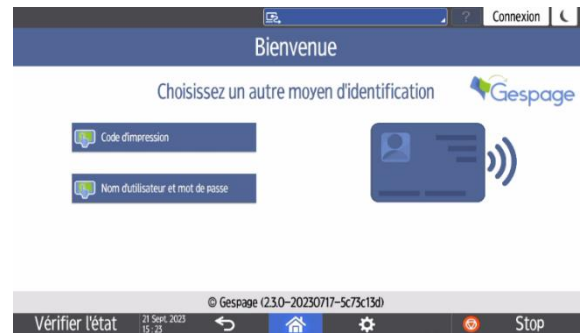 ? Connexion
Bienvenue
Choisissez un autre moyen d'identification
Gespage
Code d'impression
Nom d'utilisateur et mot de passe
© Gespage (2.3.0-20230717-5c73c13d)
Vérifier l'état
21 Sept. 2023
15 : 23
Stop